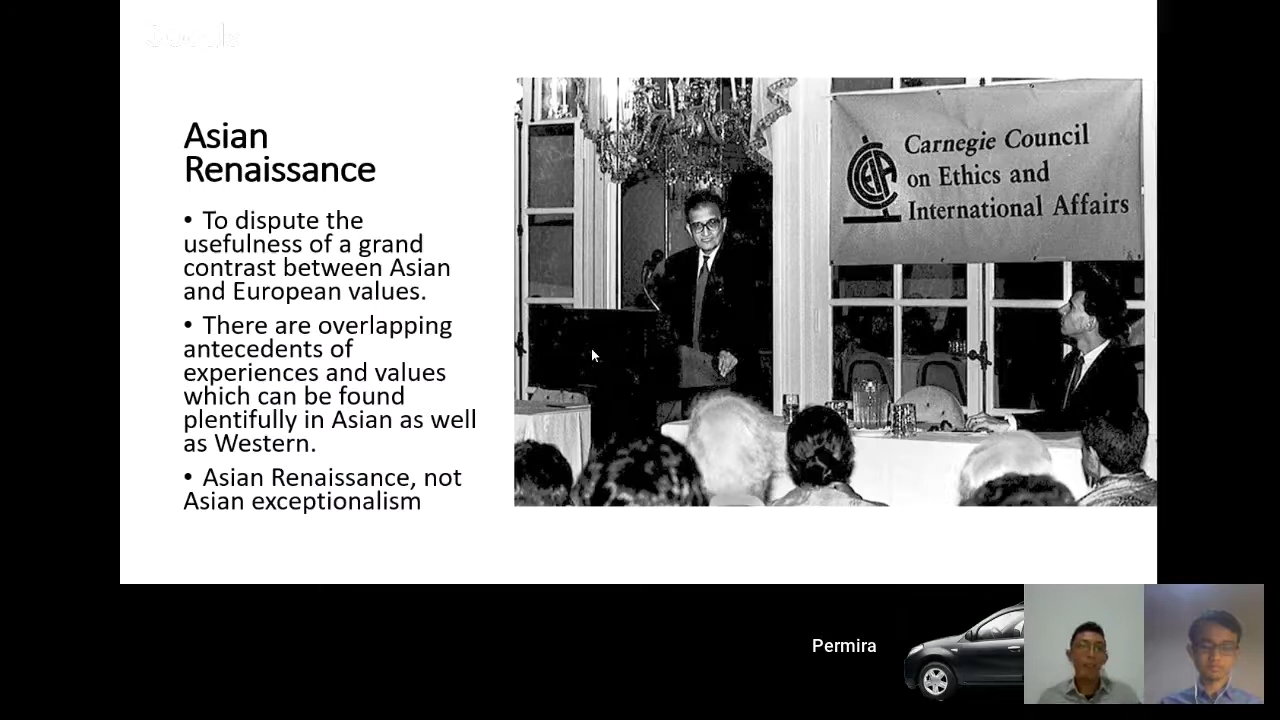 Asian
Renaissance
• To dispute the
usefulness of a grand
contrast between Asian
and European values.
• There are overlapping
antecedents of
experiences and values
which can be found
plentifully in Asian as well
as Western.
• Asian Renaissance, not
Asian exceptionalism
Carnegie Council
on Ethics and
International Affairs
Permira